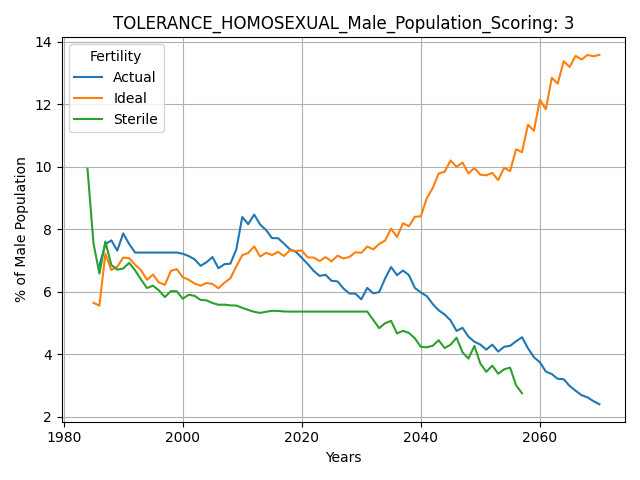 TOLERANCE_HOMOSEXUAL_Male_Population_Scoring: 3
14
12
10
8
6
4
2
% of Male Population
Fertility
Actual
Ideal
Sterile
1980
2000
2020
2040
2060
Years